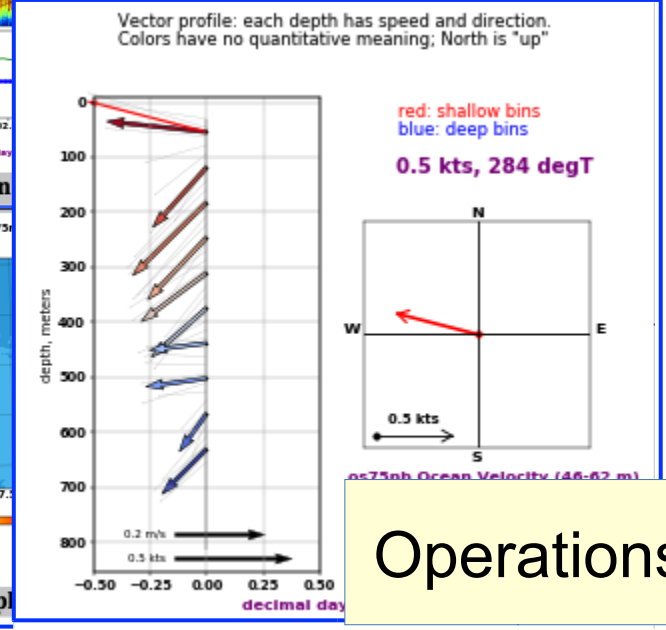 Vector profile: each depth has speed and direction.
Colors have no quantitative meaning; North is "up"
red: shallow bins
blue: deep bins
0.5 kts, 284 degT
0
100
200
300
400
500
600
700
800
depth, meters
0.2 m/s
0.5 kts
−0.50 −0.25 0.00 0.25 0.50
decimal day
N
W
E
S
0.5 kts
os75nb Ocean Velocity (46-62 m)
Operations